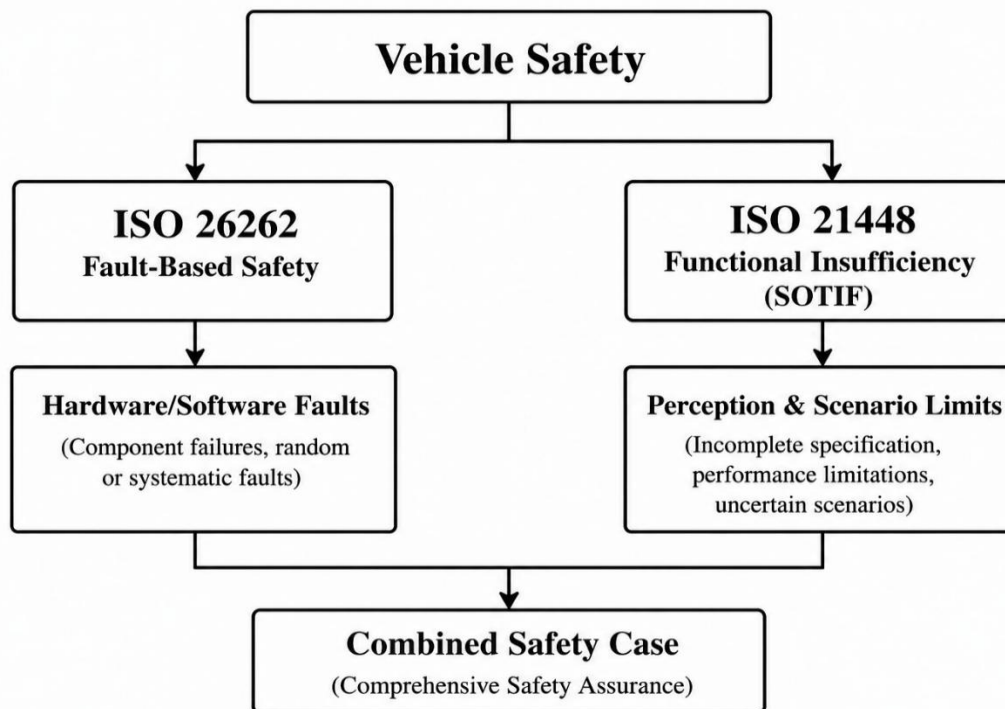 Vehicle Safety
ISO 26262
Fault-Based Safety
ISO 21448
Functional Insufficiency
(SOTIF)
Hardware/Software Faults
(Component failures, random
or systematic faults)
Perception & Scenario Limits
(Incomplete specification,
performance limitations,
uncertain scenarios)
Combined Safety Case
(Comprehensive Safety Assurance)